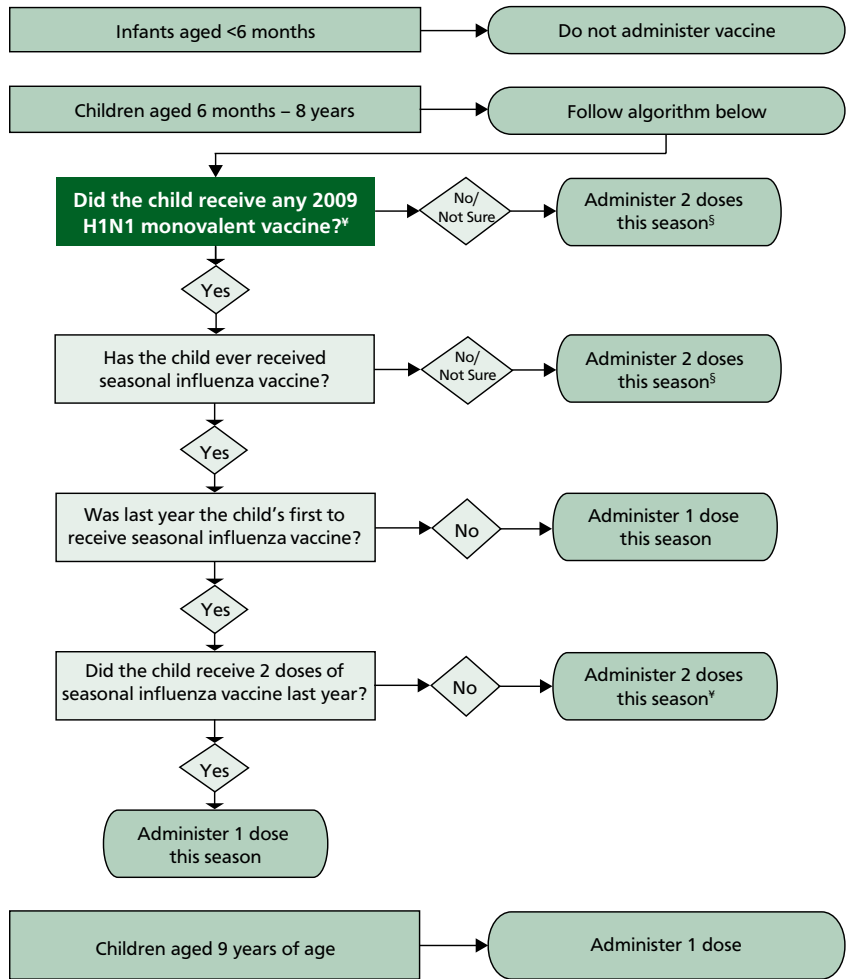 Infants aged <6 months
Do not administer vaccine
Children aged 6 months – 8 years
Follow algorithm below
Did the child receive any 2009
H1N1 monovalent vaccine?¥
No/
Not Sure
Administer 2 doses
this season§
Yes
Has the child ever received
seasonal influenza vaccine?
No/
Not Sure
Administer 2 doses
this season§
Yes
Was last year the child’s first to
receive seasonal influenza vaccine?
No
Administer 1 dose
this season
Yes
Did the child receive 2 doses of
seasonal influenza vaccine last year?
No
Administer 2 doses
this season¥
Yes
Administer 1 dose
this season
Children aged 9 years of age
Administer 1 dose